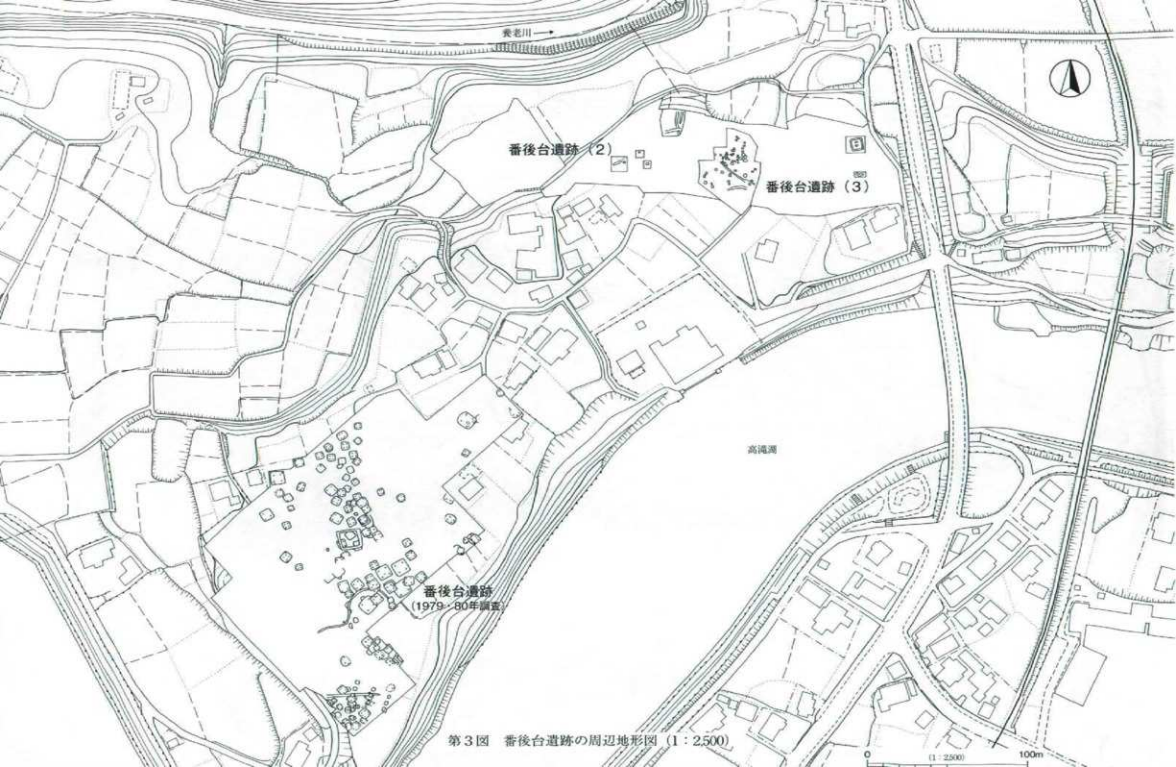 養老川
番後台遺跡（2）
番後台遺跡（3）
高滝湖
番後台遺跡
（1979・80年調査）
第3図 番後台遺跡の周辺地形図（1：2,500）
0 （1：2,500） 100m